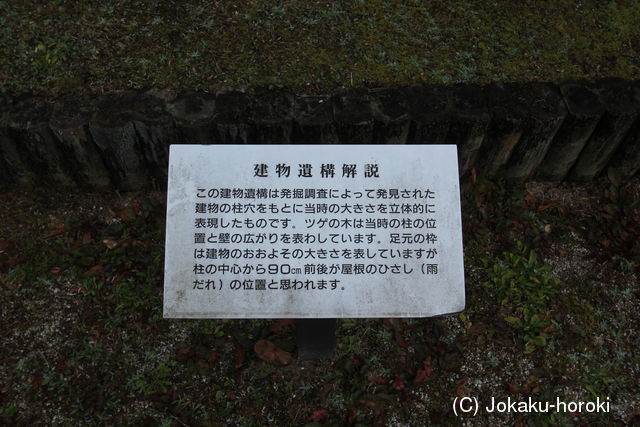 建物遺構解説
この建物遺構は発掘調査によって発見された
建物の柱穴をもとに当時の大きさを立体的に
表現したものです。ツゲの木は当時の柱の位
置と壁の広がりを表わしています。足元の枠
は建物のおおよその大きさを表していますが
柱の中心から90㎝前後が屋根のひさし（雨
だれ）の位置と思われます。
(C) Jokaku-horoki